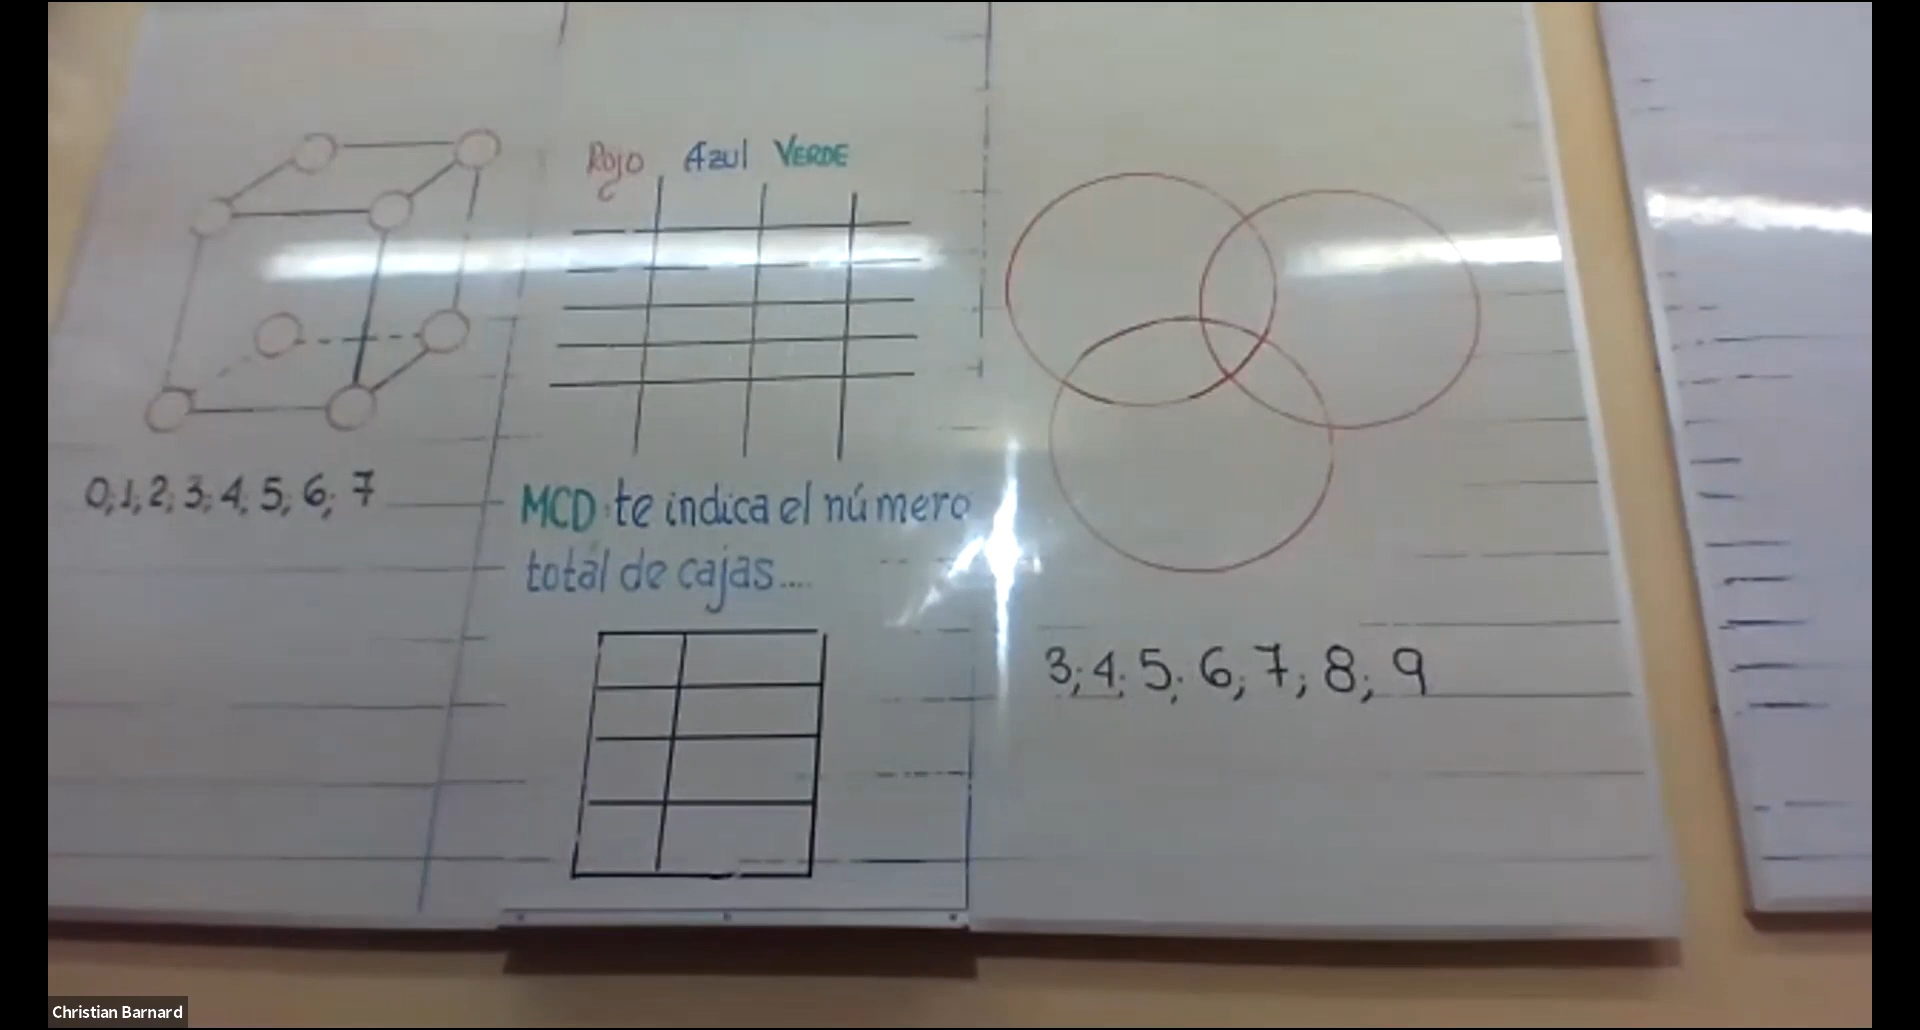 Rojo Azul VERDE
0; 1; 2; 3; 4; 5; 6; 7
MCD: te indica el número
total de cajas....
3; 4; 5; 6; 7; 8; 9
Christian Barnard